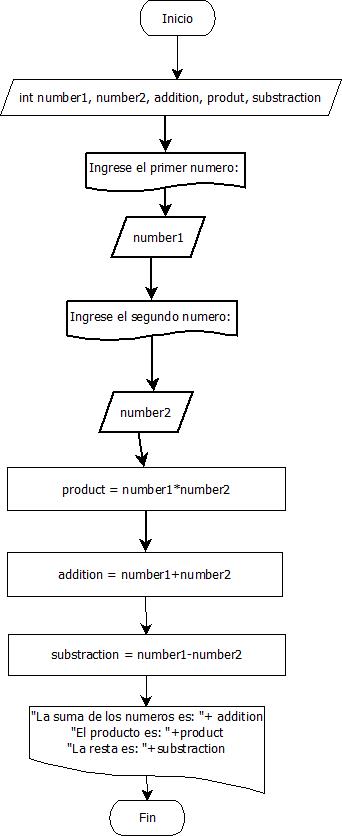 Inicio
int number1, number2, addition, produt, substraction
Ingrese el primer numero:
number1
Ingrese el segundo numero:
number2
product = number1*number2
addition = number1+number2
substraction = number1-number2
"La suma de los numeros es: "+ addition
"El producto es: "+product
"La resta es: "+substraction
Fin